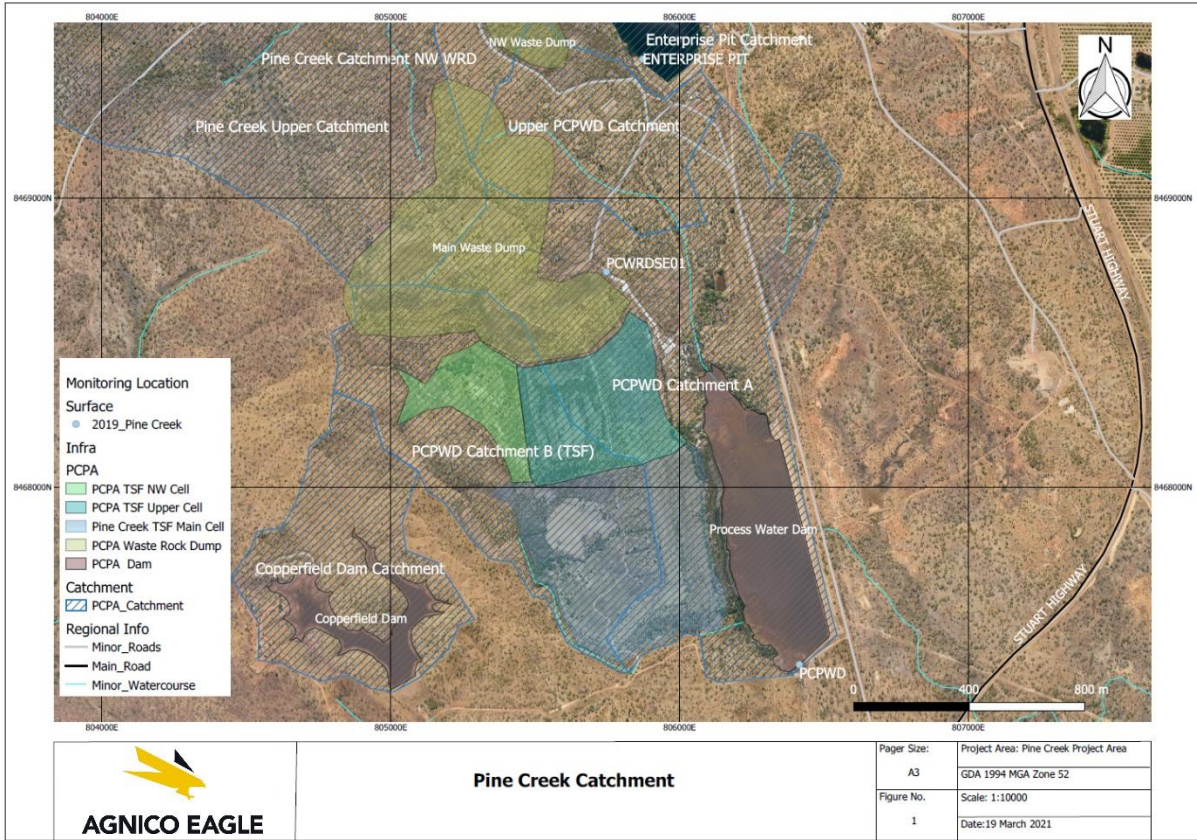 804000E
805000E
806000E
807000E
NW Waste Dump
Enterprise Pit Catchment
ENTERPRISE PIT
Pine Creek Catchment NW WRD
N
Pine Creek Upper Catchment
Upper PCPWD Catchment
8469000N
8469000N
STUART HIGHWAY
Main Waste Dump
PCWRDSE01
PCPWD Catchment A
PCPWD Catchment B (TSF)
8468000N
8468000N
Process Water Dam
Copperfield Dam Catchment
Copperfield Dam
STUART HIGHWAY
PCPWD
0
400
800 m
Monitoring Location
Surface
2019_Pine Creek
Infra
PCPA
PCPA TSF NW Cell
PCPA TSF Upper Cell
Pine Creek TSF Main Cell
PCPA Waste Rock Dump
PCPA Dam
Catchment
PCPA_Catchment
Regional Info
Minor_Roads
Main_Road
Minor_Watercourse
804000E
805000E
806000E
807000E
AGNICO EAGLE
Pine Creek Catchment
Pager Size:
A3
Figure No.
1
Project Area: Pine Creek Project Area
GDA 1994 MGA Zone 52
Scale: 1:10000
Date:19 March 2021